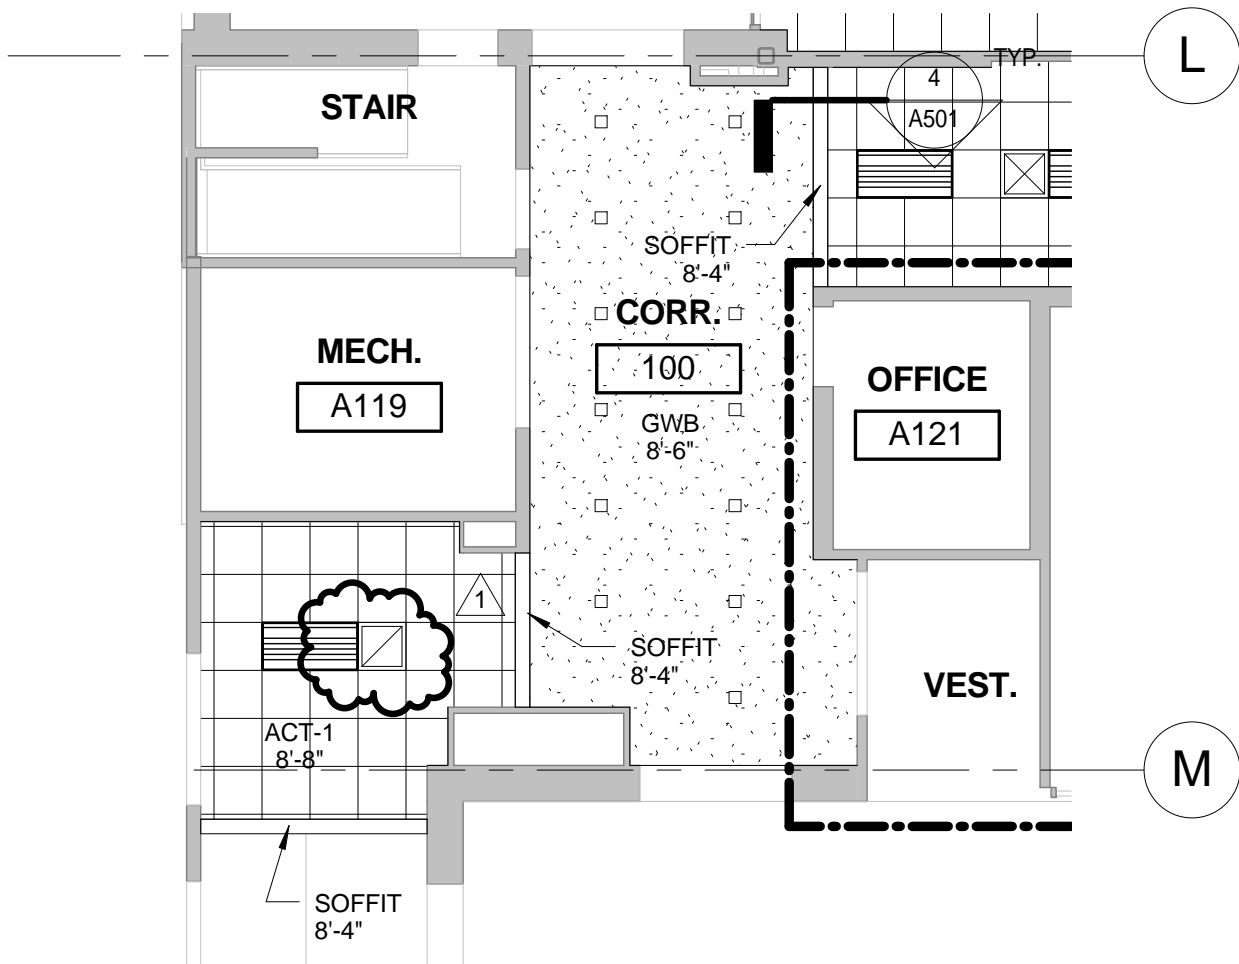 L
TYP.
4
A501
STAIR
SOFFIT
8'-4"
CORR.
100
GWB
8'-6"
MECH.
A119
OFFICE
A121
1
SOFFIT
8'-4"
VEST.
ACT-1
8'-8"
M
SOFFIT
8'-4"